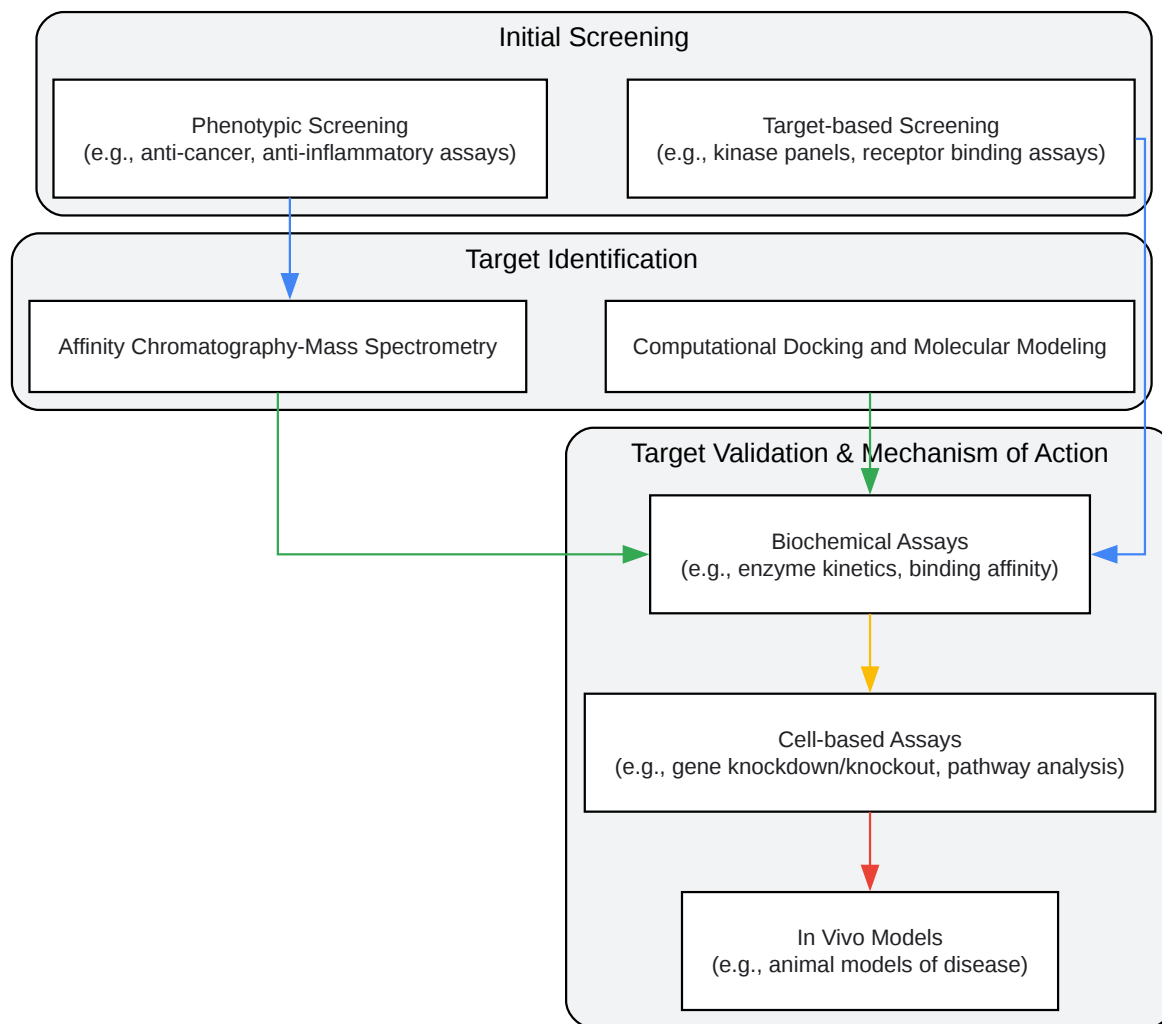 Initial Screening
Phenotypic Screening
(e.g., anti-cancer, anti-inflammatory assays)
Target-based Screening
(e.g., kinase panels, receptor binding assays)
Target Identification
Affinity Chromatography-Mass Spectrometry
Computational Docking and Molecular Modeling
Target Validation & Mechanism of Action
Biochemical Assays
(e.g., enzyme kinetics, binding affinity)
Cell-based Assays
(e.g., gene knockdown/knockout, pathway analysis)
In Vivo Models
(e.g., animal models of disease)